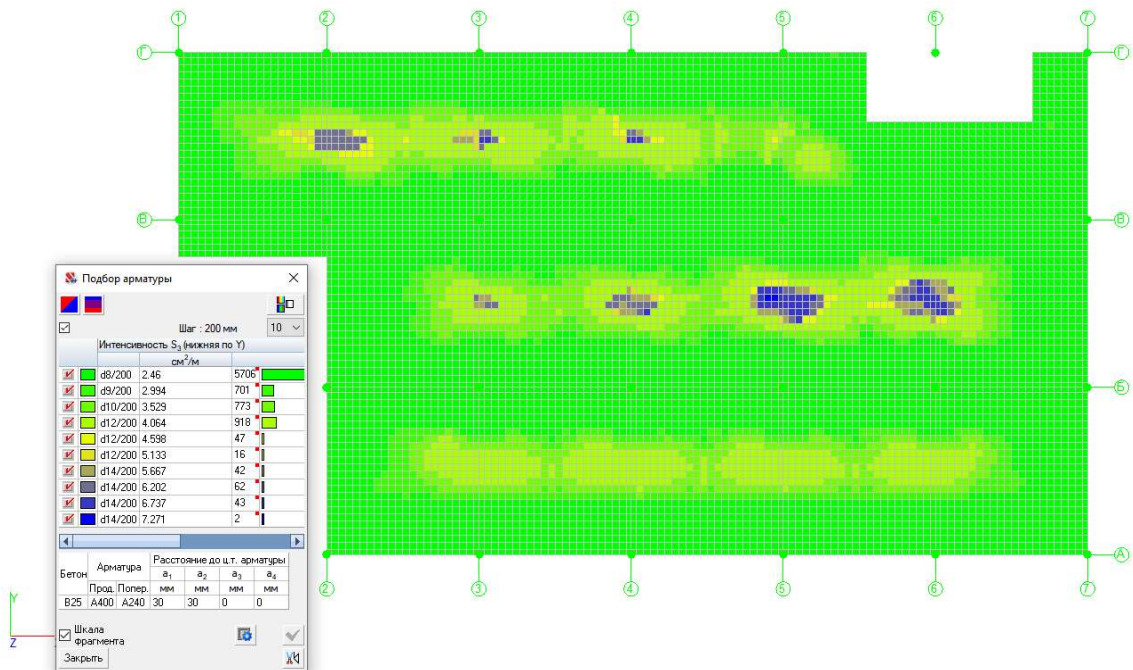 1 2 3 4 5 6 7
Г Г
В В
Подбор арматуры
Шаг : 200 мм 10
Интенсивность S3 (нижняя по Y)
см2/м
d8/200 2.46 5706
d9/200 2.994 701
d10/200 3.529 773
d12/200 4.064 918
d12/200 4.598 47
d12/200 5.133 16
d14/200 5.667 42
d14/200 6.202 62
d14/200 6.737 43
d14/200 7.271 2
Б
Бетон Арматура Расстояние до ц.т. арматуры
a1 a2 a3 a4
Прод. Попер. мм мм мм мм
B25 A400 A240 30 30 0 0
Шкала
фрагмента
Закрыть
А
2 3 4 5 6 7
Y
Z